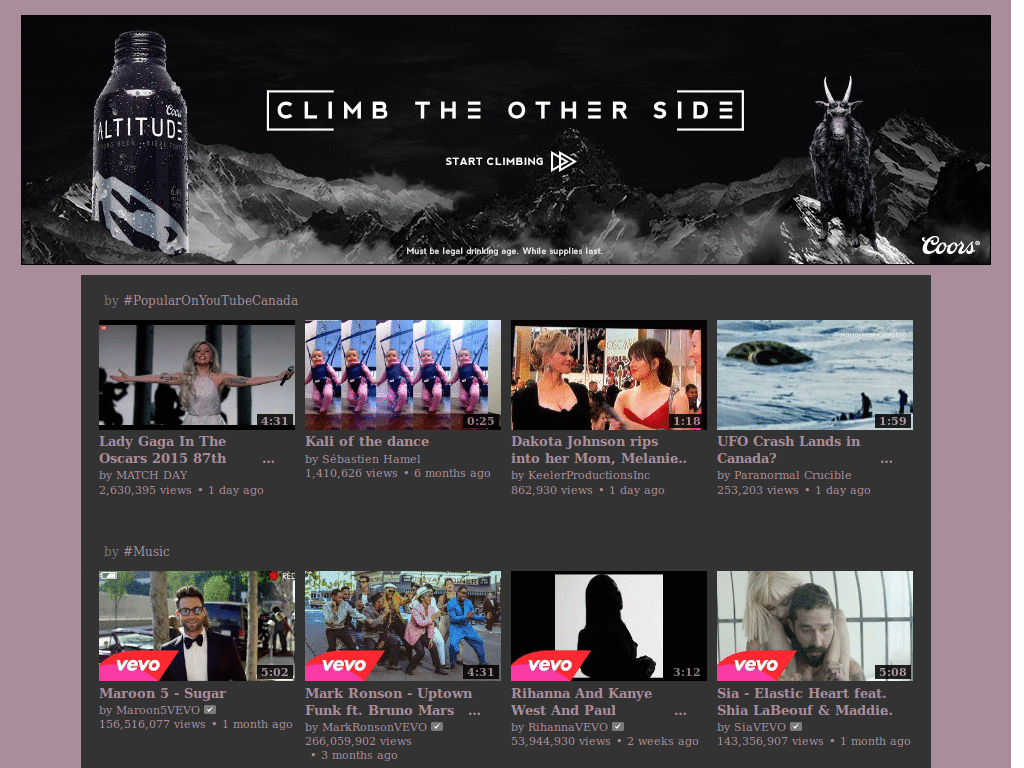 Coors
ALTITUDE
CLIMB THE OTHER SIDE
START CLIMBING
Must be legal drinking age. While supplies last.
Coors®
by #PopularOnYouTubeCanada
OSCARS
Paranormal Crucible
4:31
0:25
1:18
1:59
Lady Gaga In The
Oscars 2015 87th ...
by MATCH DAY
2,630,395 views • 1 day ago
Kali of the dance
by Sébastien Hamel
1,410,626 views • 6 months ago
Dakota Johnson rips
into her Mom, Melanie..
by KeelerProductionsInc
862,930 views • 1 day ago
UFO Crash Lands in
Canada? ...
by Paranormal Crucible
253,203 views • 1 day ago
by #Music
REC
vevo
5:02
vevo
4:31
vevo
3:12
vevo
5:08
Maroon 5 - Sugar
by Maroon5VEVO
156,516,077 views • 1 month ago
Mark Ronson - Uptown
Funk ft. Bruno Mars ...
by MarkRonsonVEVO
266,059,902 views
• 3 months ago
Rihanna And Kanye
West And Paul ...
by RihannaVEVO
53,944,930 views • 2 weeks ago
Sia - Elastic Heart feat.
Shia LaBeouf & Maddie.
by SiaVEVO
143,356,907 views • 1 month ago